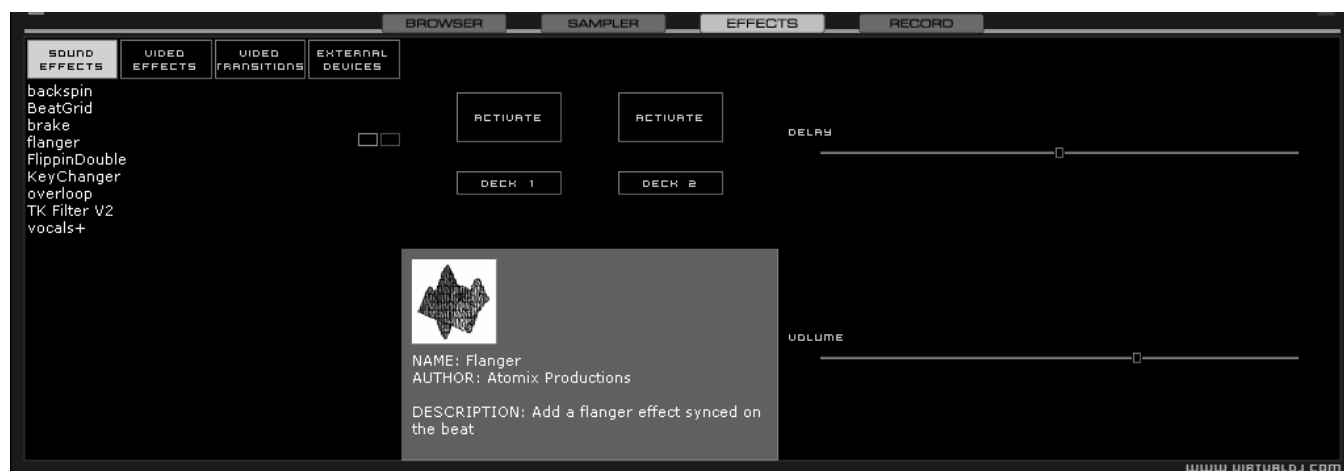 BROWSER
SAMPLER
EFFECTS
RECORD
SOUND EFFECTS
VIDEO EFFECTS
VIDEO TRANSITIONS
EXTERNAL DEVICES
backspin
BeatGrid
brake
flanger
FlippinDouble
KeyChanger
overloop
TK Filter V2
vocals+
ACTIVATE
ACTIVATE
DECK 1
DECK 2
DELAY
VOLUME
NAME: Flanger
AUTHOR: Atomix Productions
DESCRIPTION: Add a flanger effect synced on
the beat
WWW.VIRTUALDJ.COM